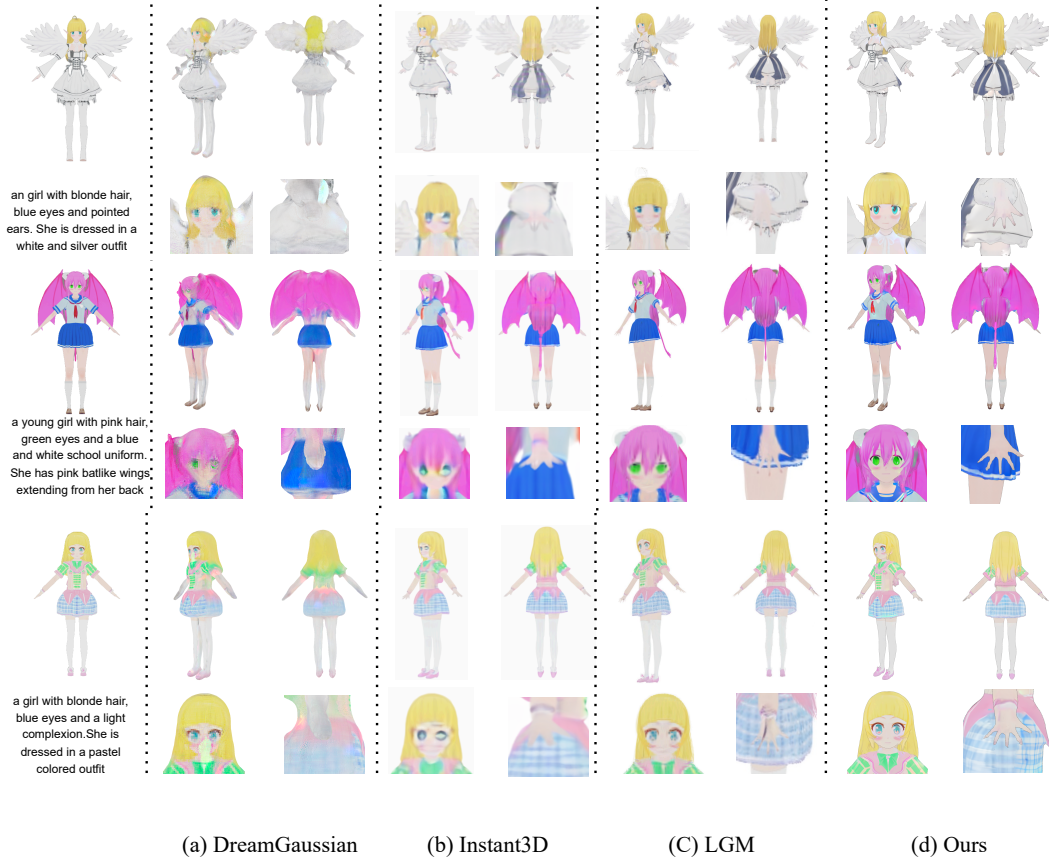 an girl with blonde hair,
blue eyes and pointed
ears. She is dressed in a
white and silver outfit
a young girl with pink hair,
green eyes and a blue
and white school uniform.
She has pink batlike wings
extending from her back
a girl with blonde hair,
blue eyes and a light
complexion.She is
dressed in a pastel
colored outfit
(a) DreamGaussian
(b) Instant3D
(C) LGM
(d) Ours